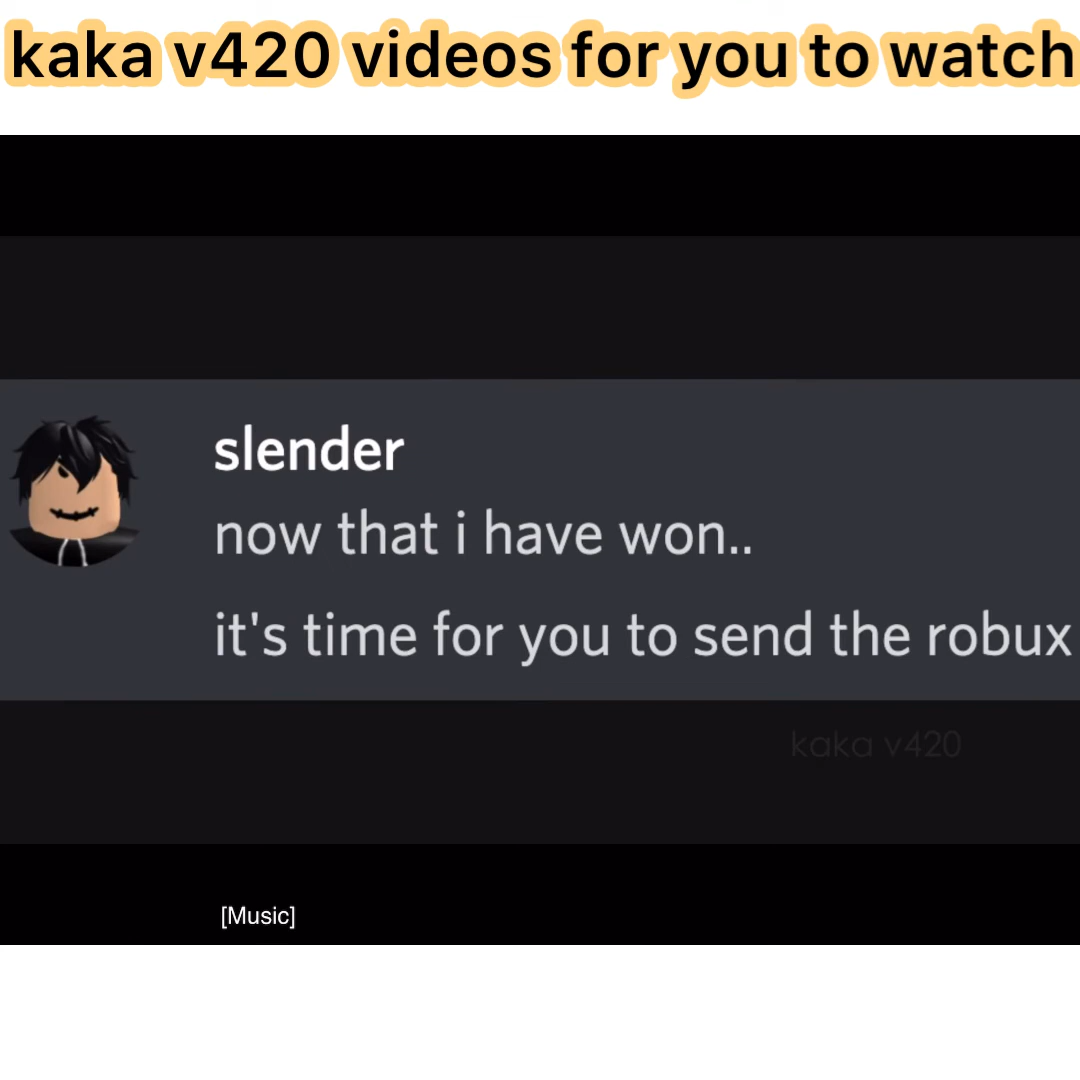 kaka v420 videos for you to watch
slender
now that i have won..
it's time for you to send the robux
kaka v420
[Music]